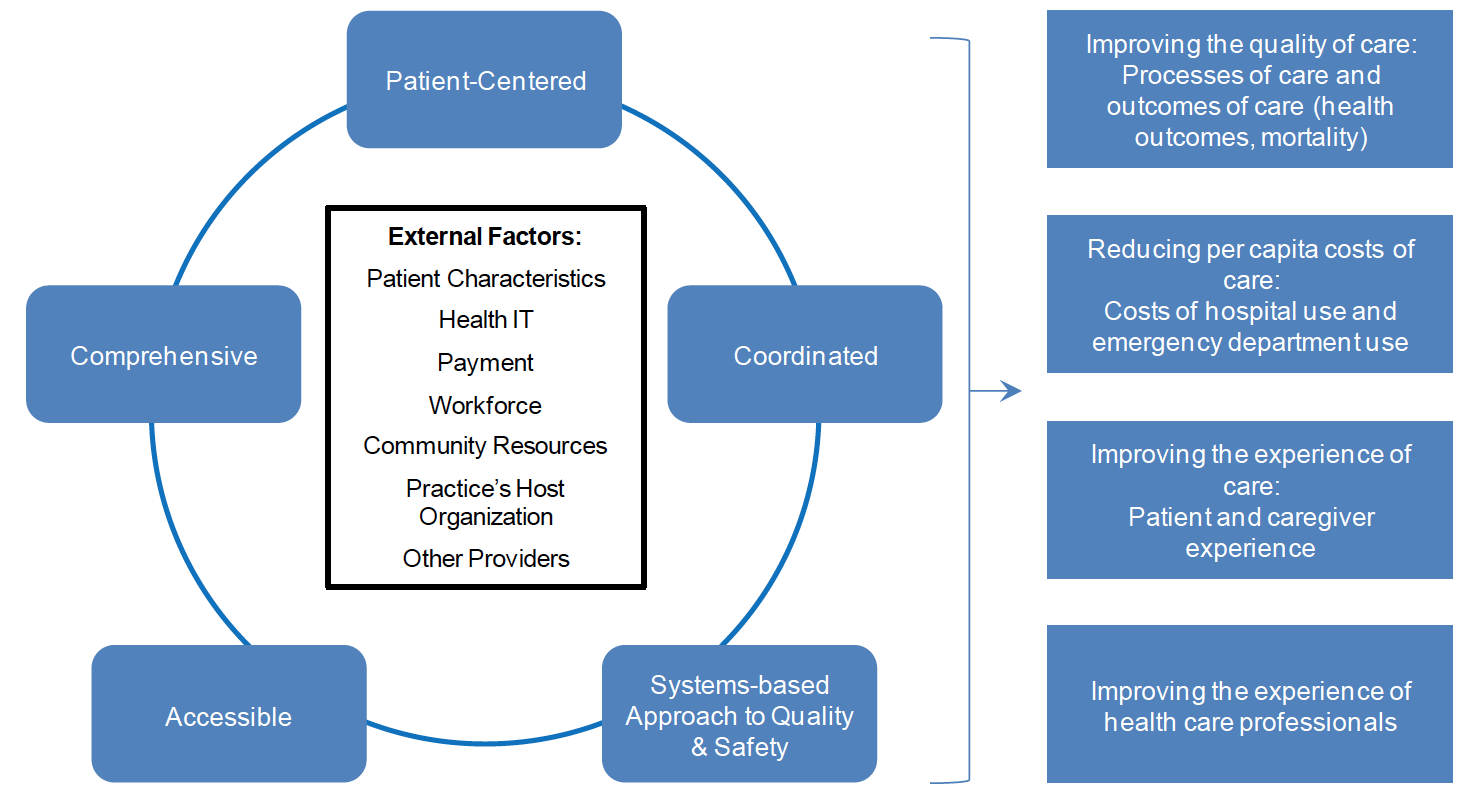 Patient-Centered
Comprehensive
External Factors:
Patient Characteristics
Health IT
Payment
Workforce
Community Resources
Practice’s Host
Organization
Other Providers
Coordinated
Accessible
Systems-based
Approach to Quality
& Safety
Improving the quality of care:
Processes of care and
outcomes of care (health
outcomes, mortality)
Reducing per capita costs of
care:
Costs of hospital use and
emergency department use
Improving the experience of
care:
Patient and caregiver
experience
Improving the experience of
health care professionals